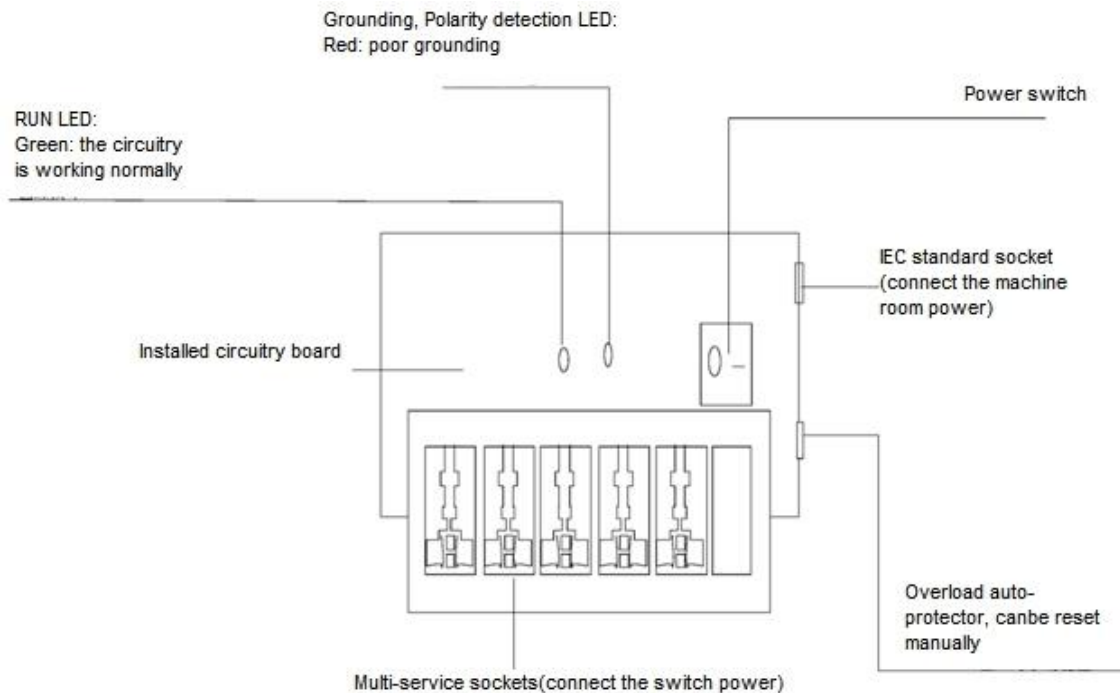 Grounding, Polarity detection LED:
Red: poor grounding
Power switch
RUN LED:
Green: the circuitry
is working normally
IEC standard socket
(connect the machine
room power)
Installed circuitry board
Overload auto-
protector, canbe reset
manually
Multi-service sockets(connect the switch power)